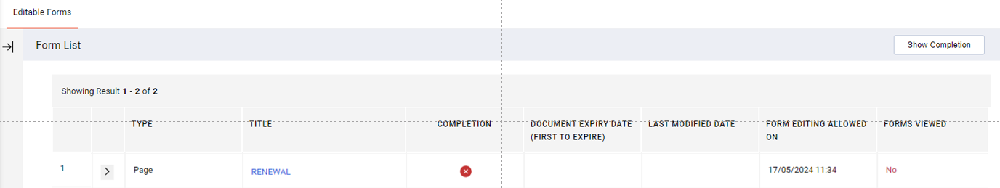 Editable Forms
Form List
Show Completion
Showing Result 1 - 2 of 2
TYPE TITLE COMPLETION DOCUMENT EXPIRY DATE (FIRST TO EXPIRE) LAST MODIFIED DATE FORM EDITING ALLOWED ON FORMS VIEWED
1 Page RENEWAL 17/05/2024 11:34 No